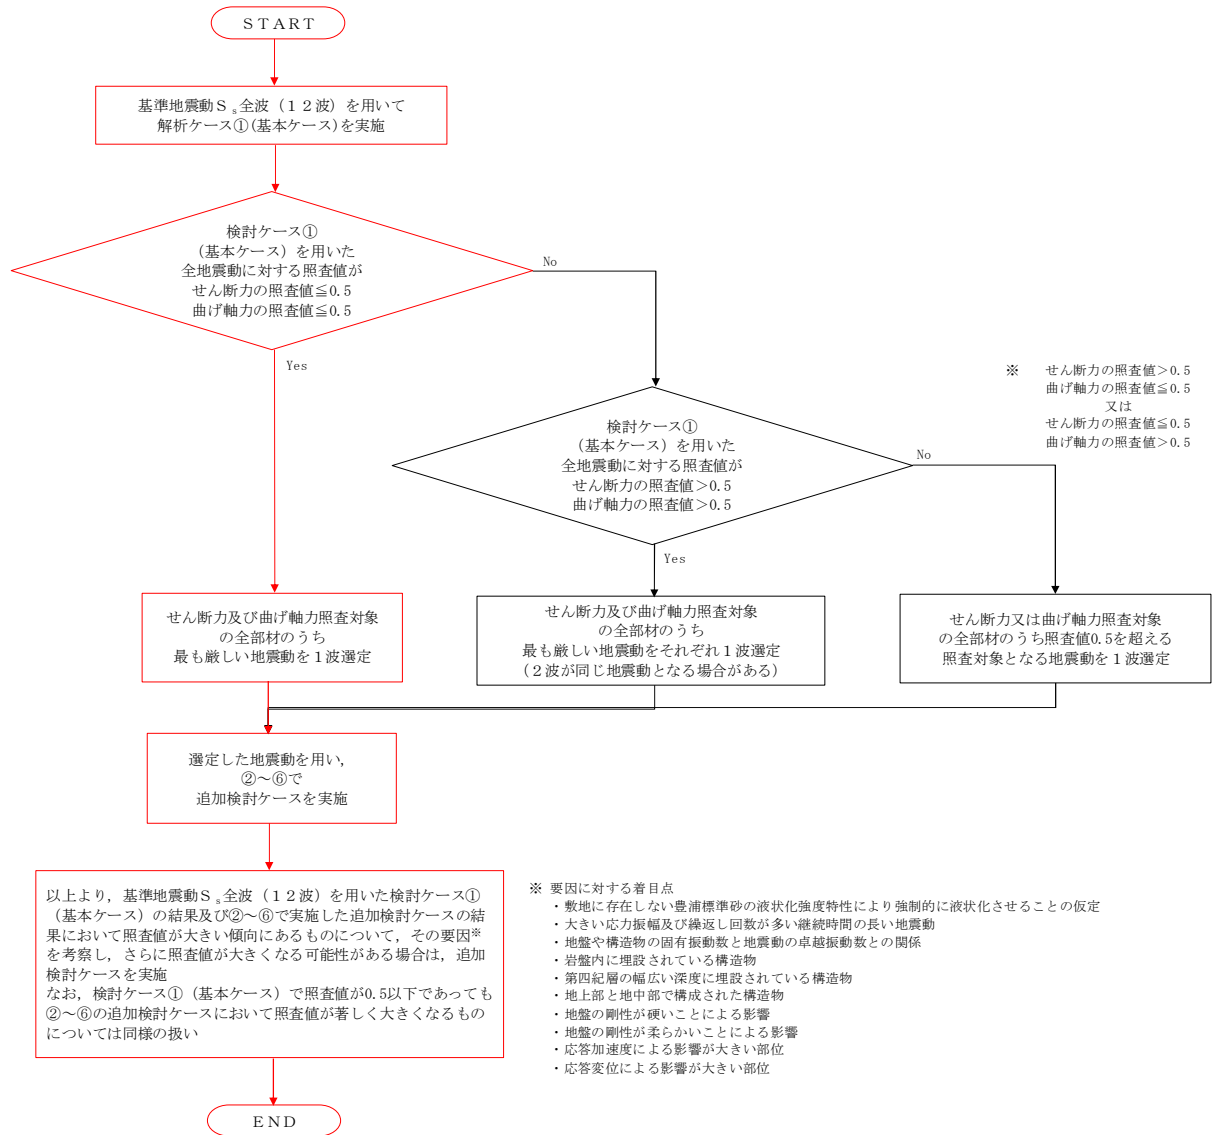 START
基準地震動Ｓs全波（１２波）を用いて
解析ケース①(基本ケース)を実施
検討ケース①
（基本ケース）を用いた
全地震動に対する照査値が
せん断力の照査値≦0.5
曲げ軸力の照査値≦0.5
No
Yes
※ せん断力の照査値＞0.5
曲げ軸力の照査値≦0.5
又は
せん断力の照査値≦0.5
曲げ軸力の照査値＞0.5
検討ケース①
（基本ケース）を用いた
全地震動に対する照査値が
せん断力の照査値＞0.5
曲げ軸力の照査値＞0.5
No
Yes
せん断力及び曲げ軸力照査対象
の全部材のうち
最も厳しい地震動を１波選定
せん断力及び曲げ軸力照査対象
の全部材のうち
最も厳しい地震動をそれぞれ１波選定
（２波が同じ地震動となる場合がある）
せん断力又は曲げ軸力照査対象
の全部材のうち照査値0.5を超える
照査対象となる地震動を１波選定
選定した地震動を用い，
②～⑥で
追加検討ケースを実施
以上より，基準地震動Ｓs全波（１２波）を用いた検討ケース①
（基本ケース）の結果及び②～⑥で実施した追加検討ケースの結
果において照査値が大きい傾向にあるものについて，その要因※
を考察し，さらに照査値が大きくなる可能性がある場合は，追加
検討ケースを実施
なお，検討ケース①（基本ケース）で照査値が0.5以下であっても
②～⑥の追加検討ケースにおいて照査値が著しく大きくなるもの
については同様の扱い
※ 要因に対する着目点
・敷地に存在しない豊浦標準砂の液状化強度特性により強制的に液状化させることの仮定
・大きい応力振幅及び繰返し回数が多い継続時間の長い地震動
・地盤や構造物の固有振動数と地震動の卓越振動数との関係
・岩盤内に埋設されている構造物
・第四紀層の幅広い深度に埋設されている構造物
・地上部と地中部で構成された構造物
・地盤の剛性が硬いことによる影響
・地盤の剛性が柔らかいことによる影響
・応答加速度による影響が大きい部位
・応答変位による影響が大きい部位
END